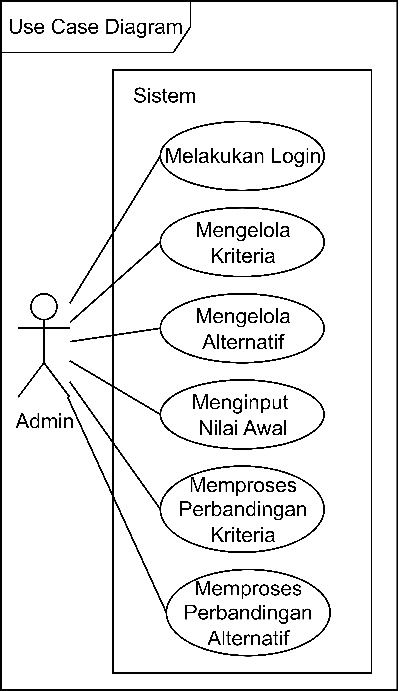 Use Case Diagram
Sistem
Melakukan Login
Mengelola
Kriteria
Mengelola
Alternatif
Menginput
Nilai Awal
Admin
Memproses
Perbandingan
Kriteria
Memproses
Perbandingan
Alternatif